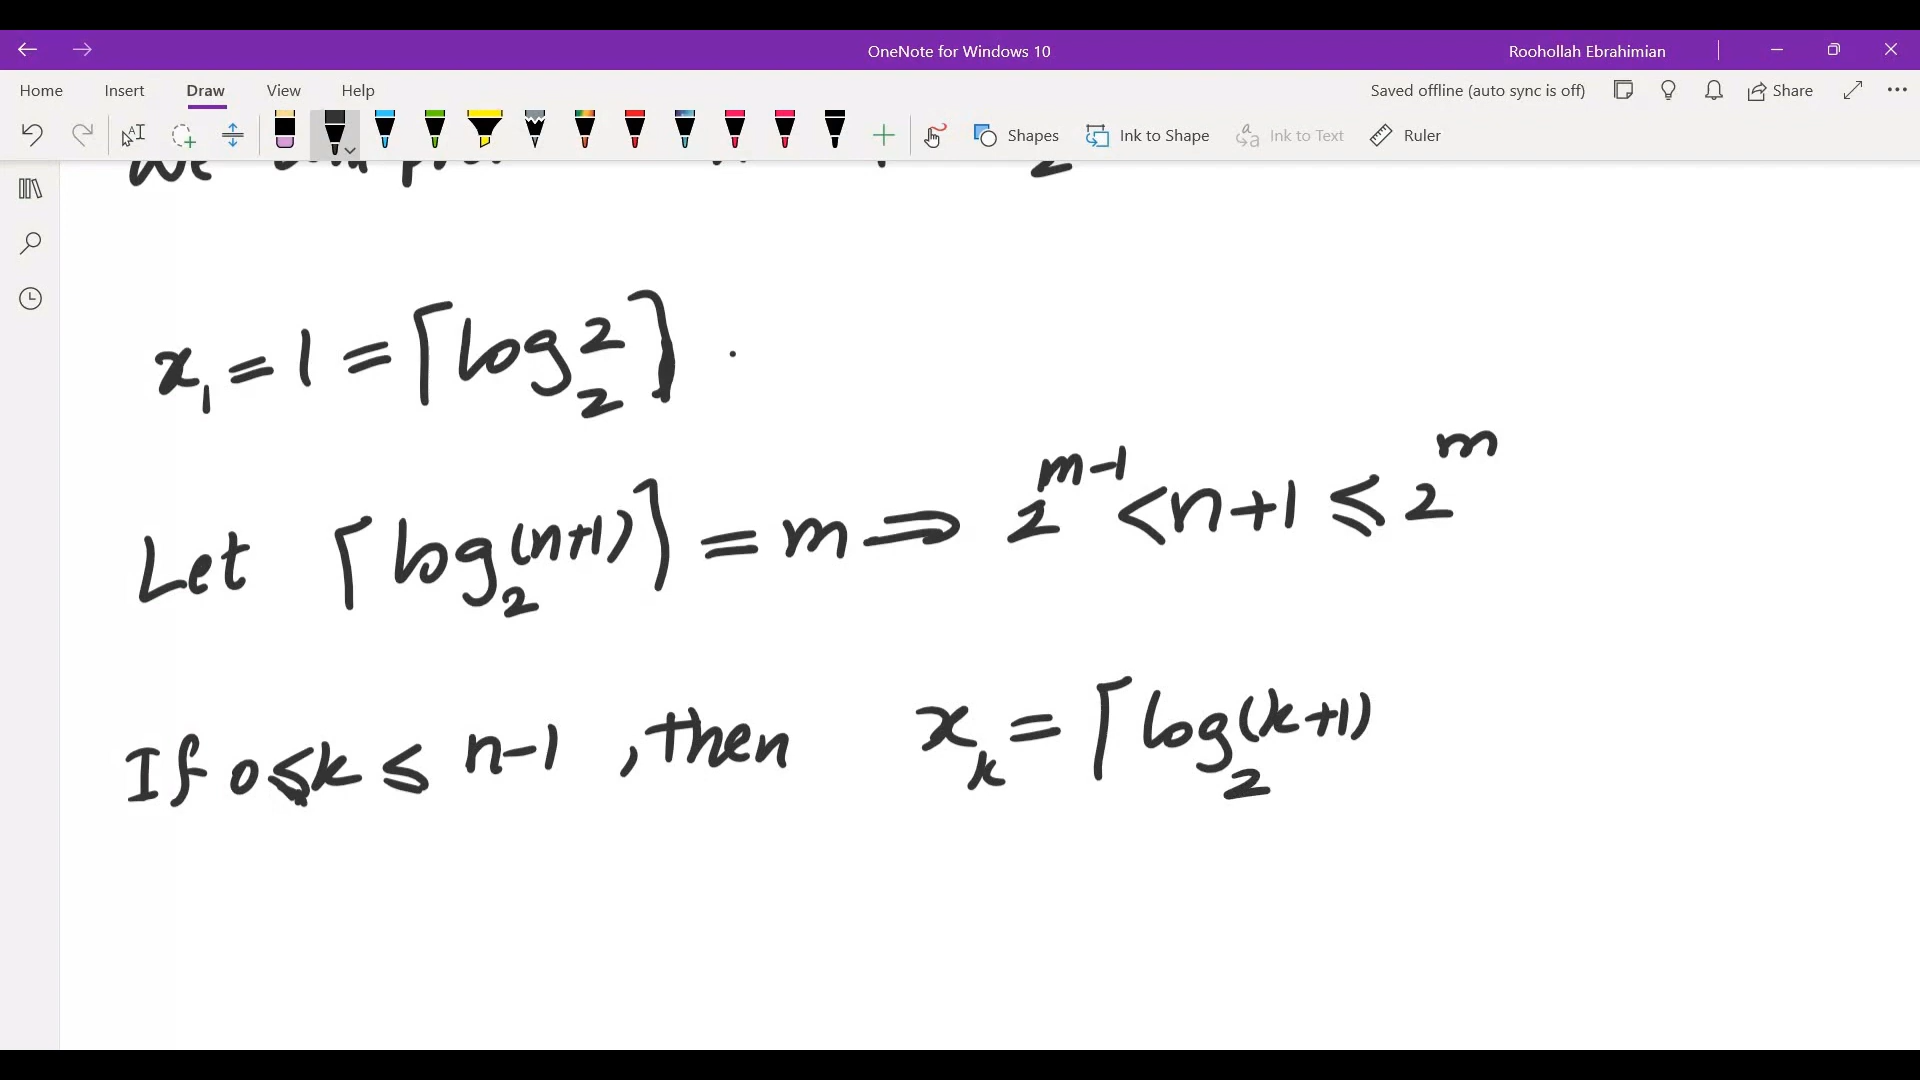 OneNote for Windows 10
Roohollah Ebrahimian
Home Insert Draw View Help
Saved offline (auto sync is off) Share
Shapes Ink to Shape Ink to Text Ruler
We 2
x₁ = 1 = ⌈log₂ 2⌉.
Let ⌈log₂ (n+1)⌉ = m ⇒ 2^{m-1} < n+1 ≤ 2^m
If 0 ≤ k ≤ n-1, then x_k = ⌈log₂ (k+1)